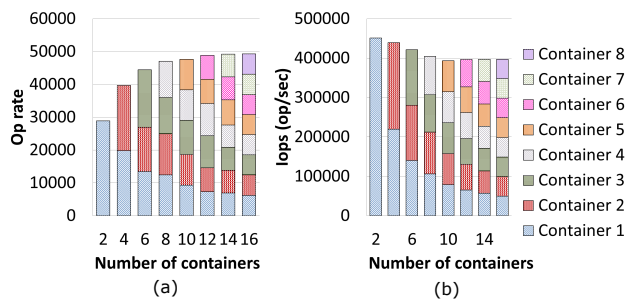 60000
50000
40000
30000
20000
10000
0
Op rate
2 4 6 8 10 12 14 16
Number of containers
(a)
500000
400000
300000
200000
100000
0
Iops (op/sec)
2 6 10 14
Number of containers
(b)
Container 8
Container 7
Container 6
Container 5
Container 4
Container 3
Container 2
Container 1